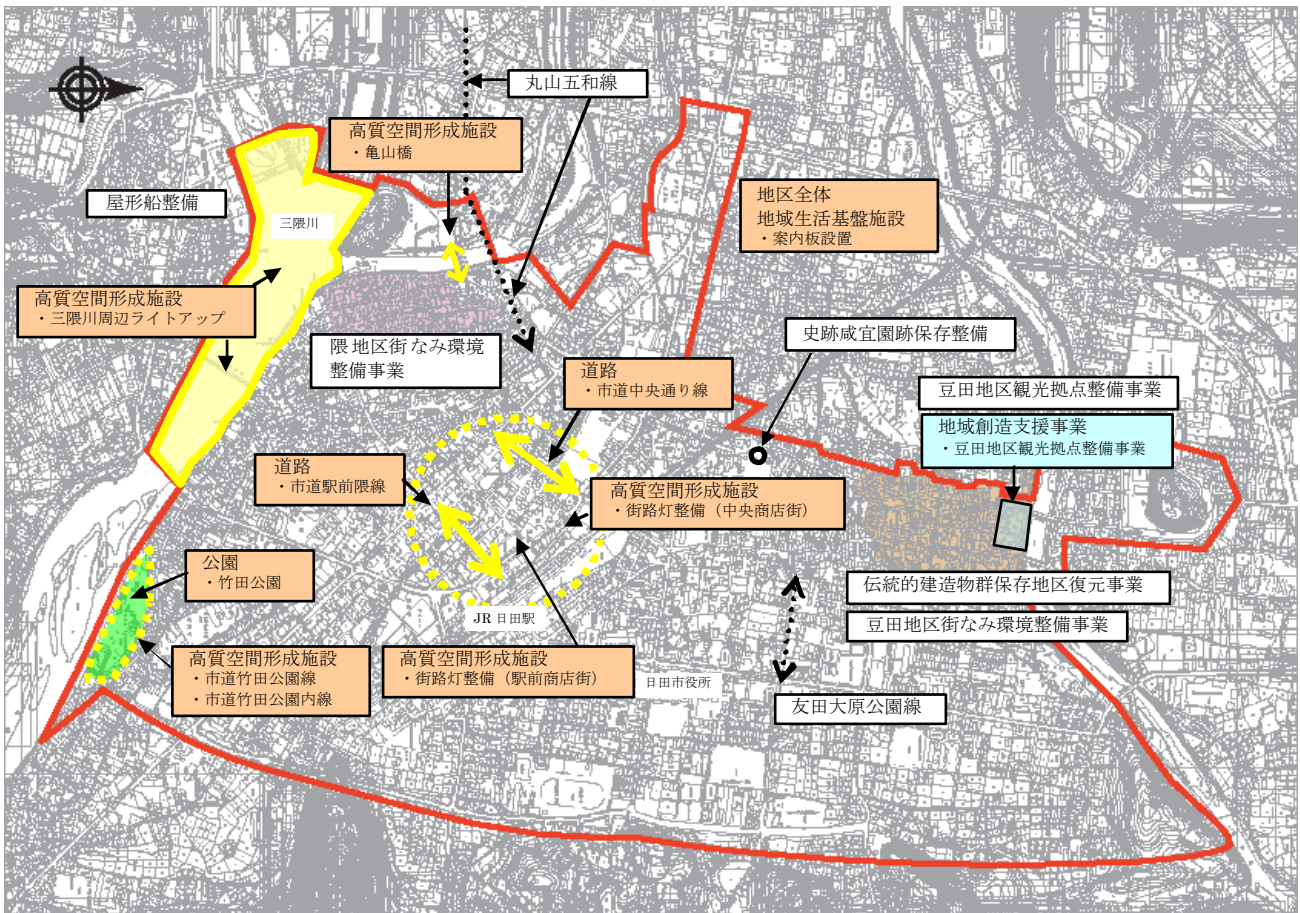 丸山五和線
高質空間形成施設
・亀山橋
屋形船整備
三隈川
地区全体
地域生活基盤施設
・案内板設置
高質空間形成施設
・三隈川周辺ライトアップ
隈地区街なみ環境
整備事業
史跡咸宜園跡保存整備
道路
・市道中央通り線
豆田地区観光拠点整備事業
地域創造支援事業
・豆田地区観光拠点整備事業
道路
・市道駅前隈線
高質空間形成施設
・街路灯整備（中央商店街）
公園
・竹田公園
伝統的建造物群保存地区復元事業
JR 日田駅
豆田地区街なみ環境整備事業
高質空間形成施設
・市道竹田公園線
・市道竹田公園内線
高質空間形成施設
・街路灯整備（駅前商店街）
日田市役所
友田大原公園線